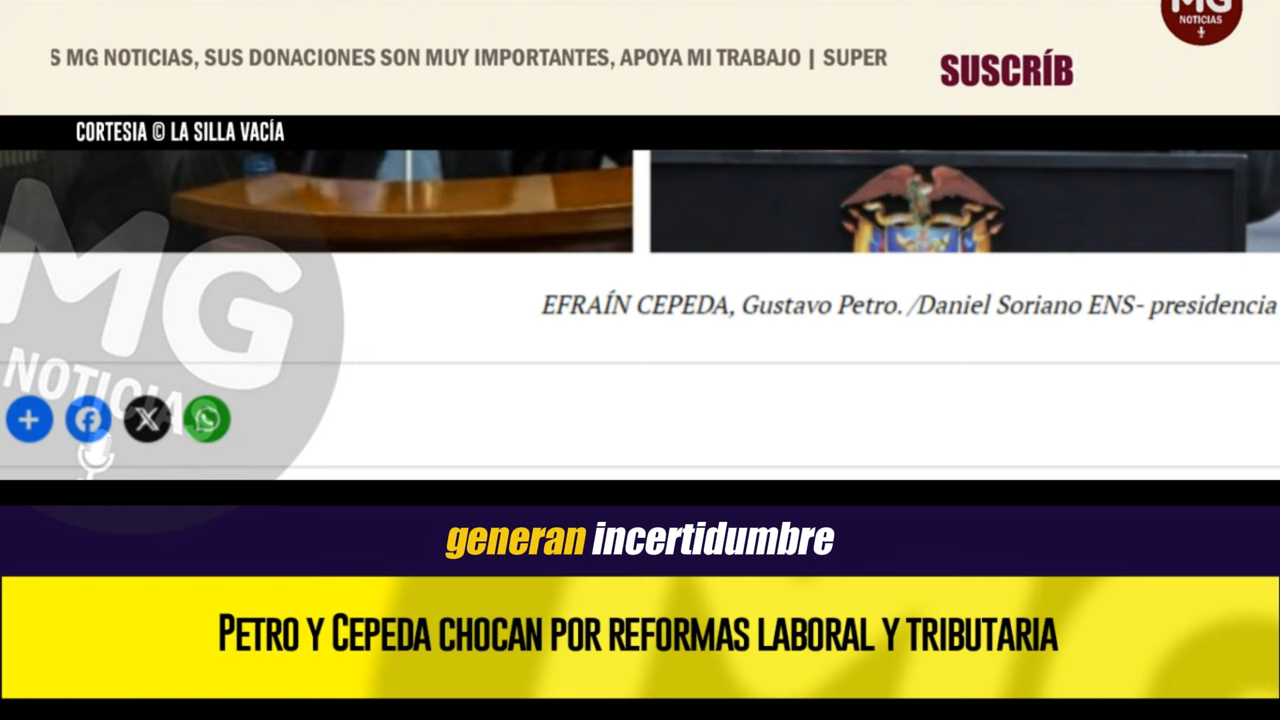 S MG NOTICIAS, SUS DONACIONES SON MUY IMPORTANTES, APOYA MI TRABAJO | SUPER
SUSCRÍB
MG
NOTICIAS
CORTESIA © LA SILLA VACÍA
EFRAÍN CEPEDA, Gustavo Petro. /Daniel Soriano ENS- presidencia
MG
NOTICIA
generan incertidumbre
PETRO Y CEPEDA CHOCAN POR REFORMAS LABORAL Y TRIBUTARIA